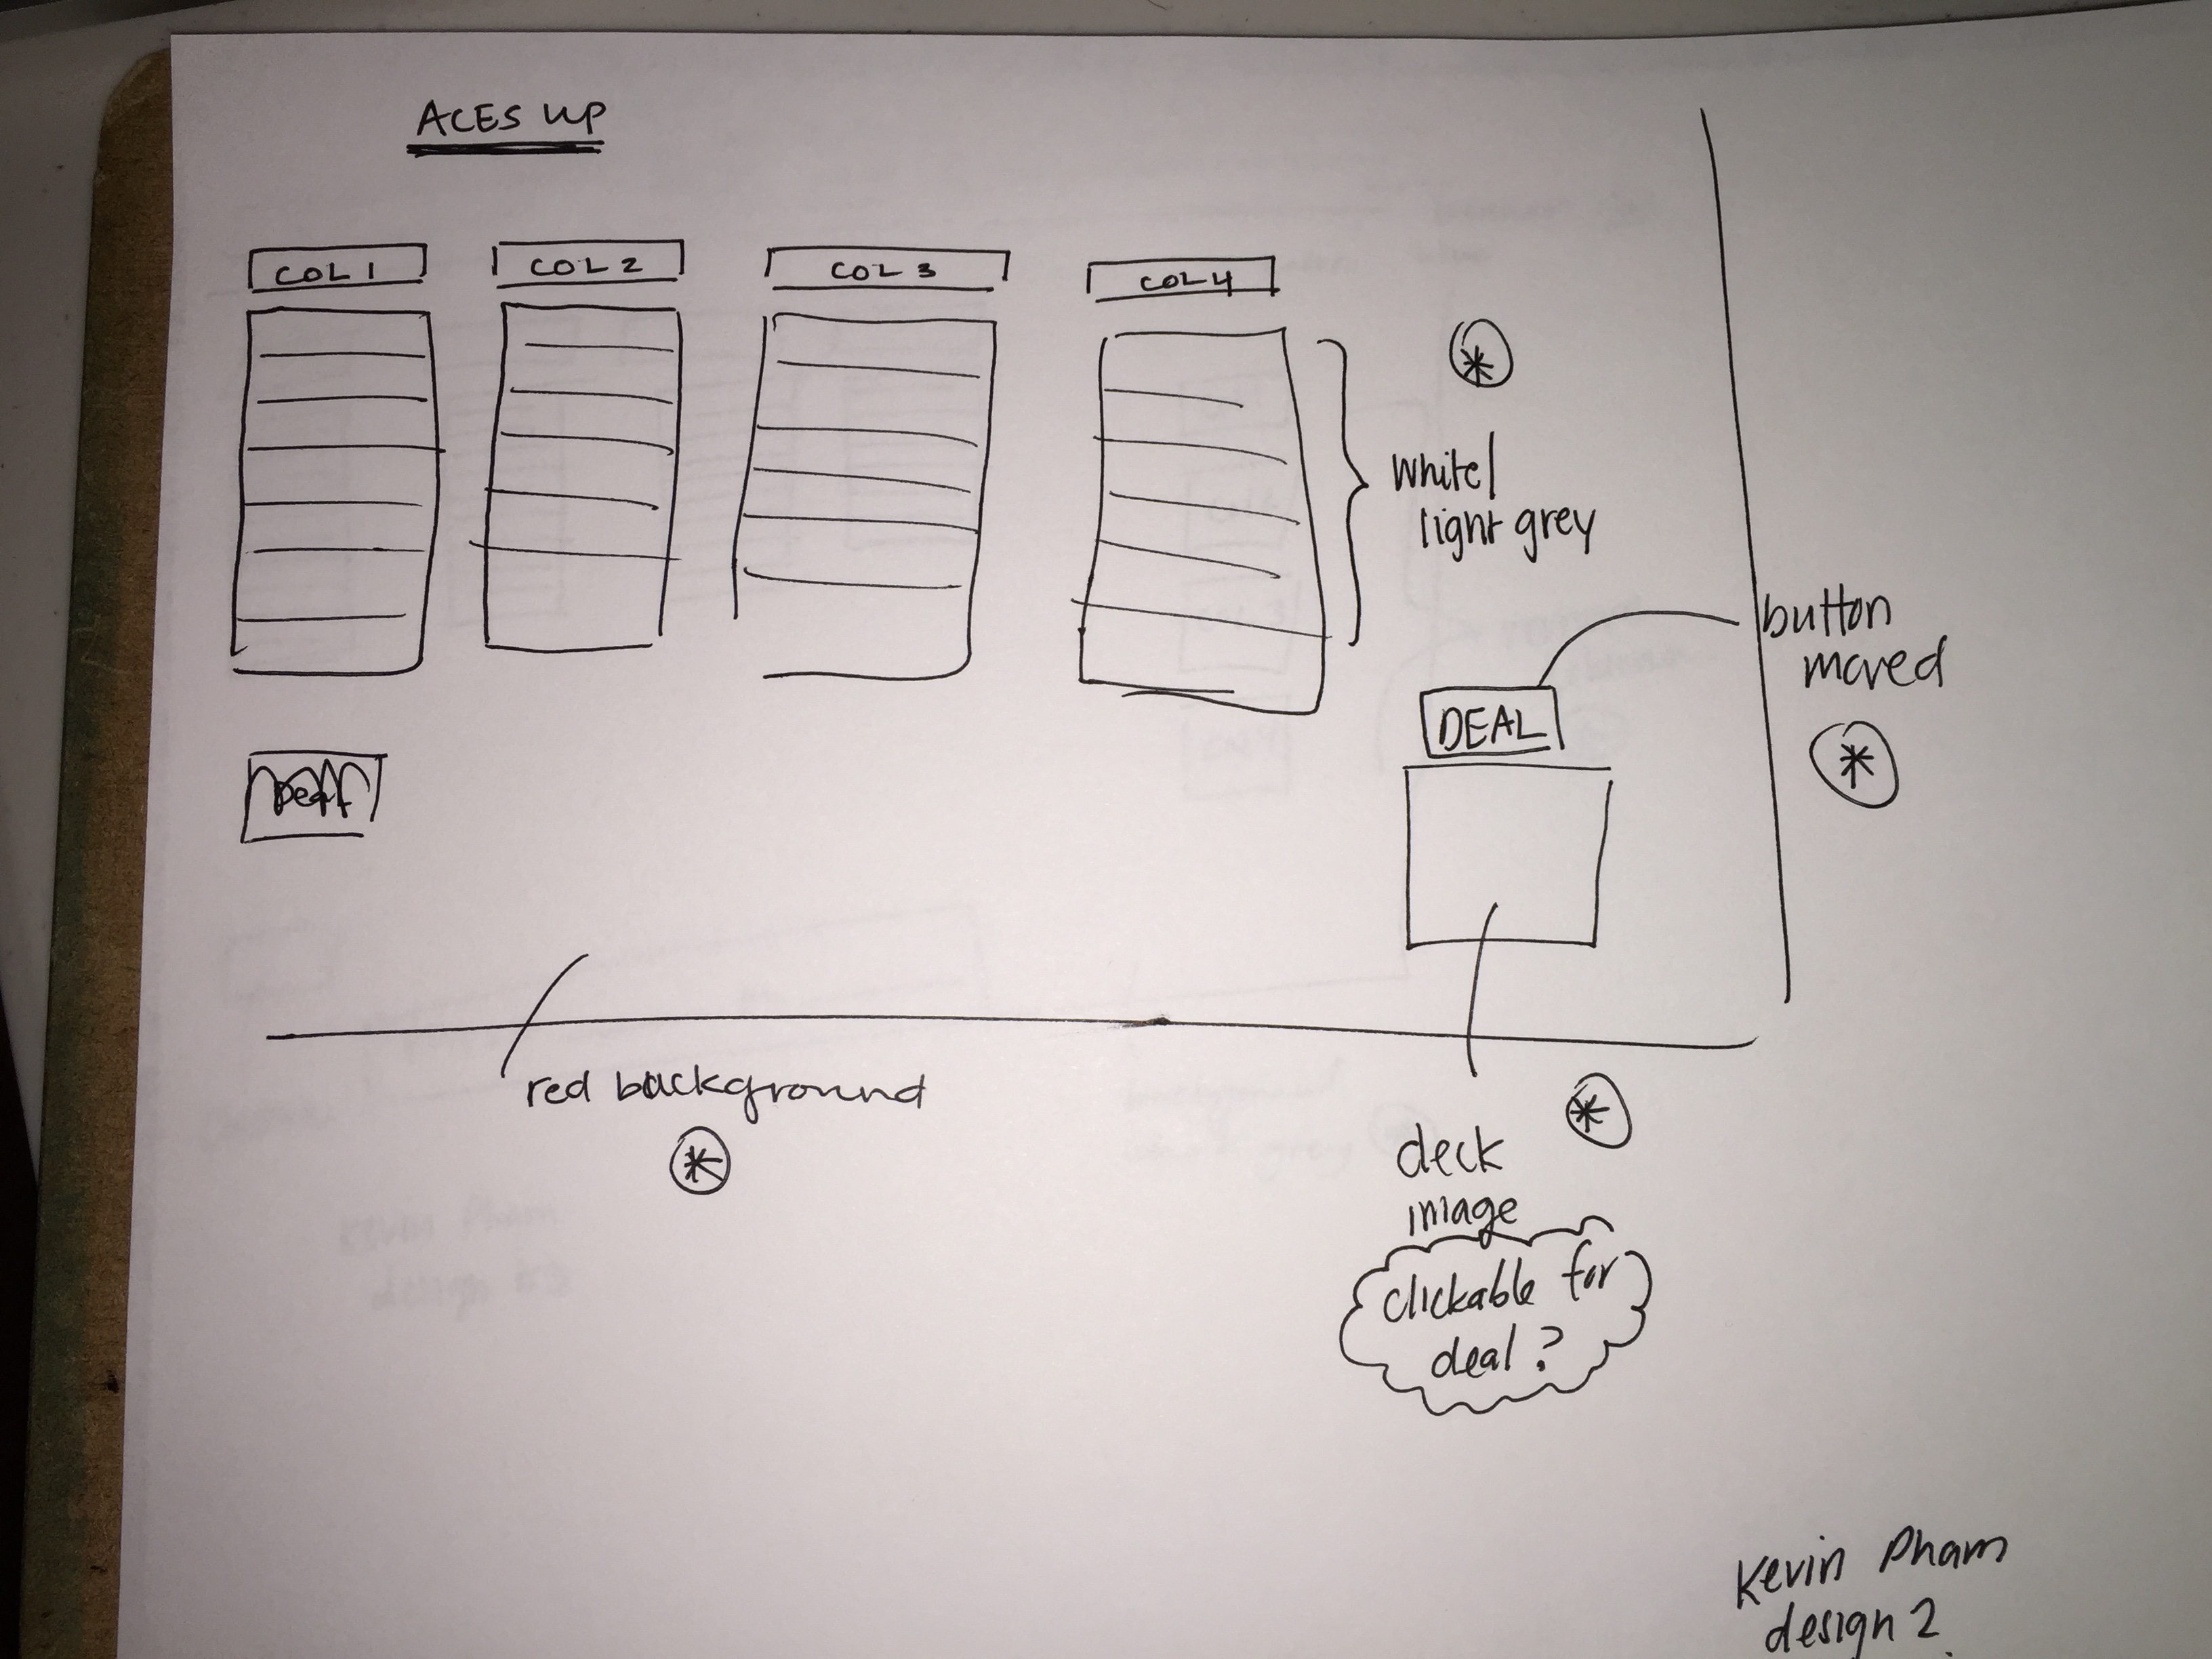 ACES UP
COL 1
COL 2
COL 3
COL 4
*
white/
light grey
button
moved
*
DEAL
red background
*
*
deck
image
clickable for
deal?
Kevin Pham
design 2